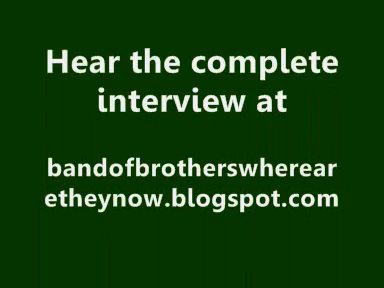 Hear the complete
interview at
bandofbrotherswherear
etheynow.blogspot.com